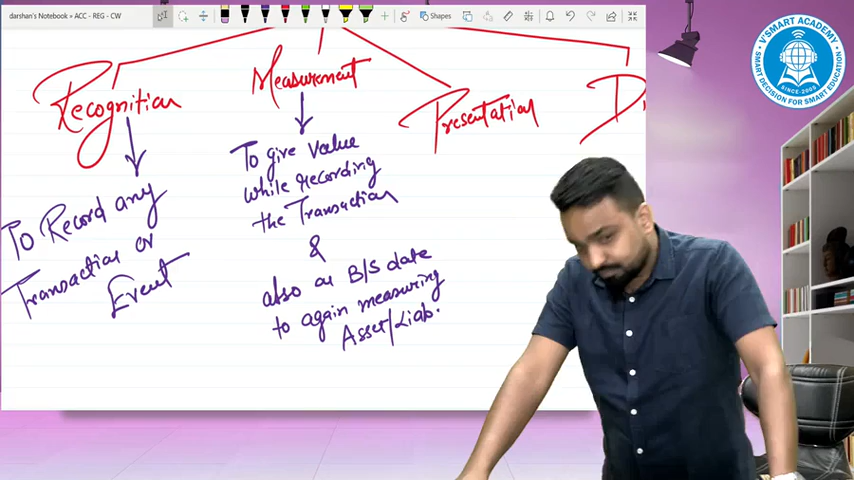 darshan's Notebook » ACC - REG - CW
Shapes
Recognition
To Record any
Transaction or
Event
Measurement
To give value
while recording
the Transaction
&
also on B/S date
to again measuring
Asset/Liab.
Presentation
D
V'SMART ACADEMY
SINCE-2005
SMART DECISION FOR SMART EDUCATION